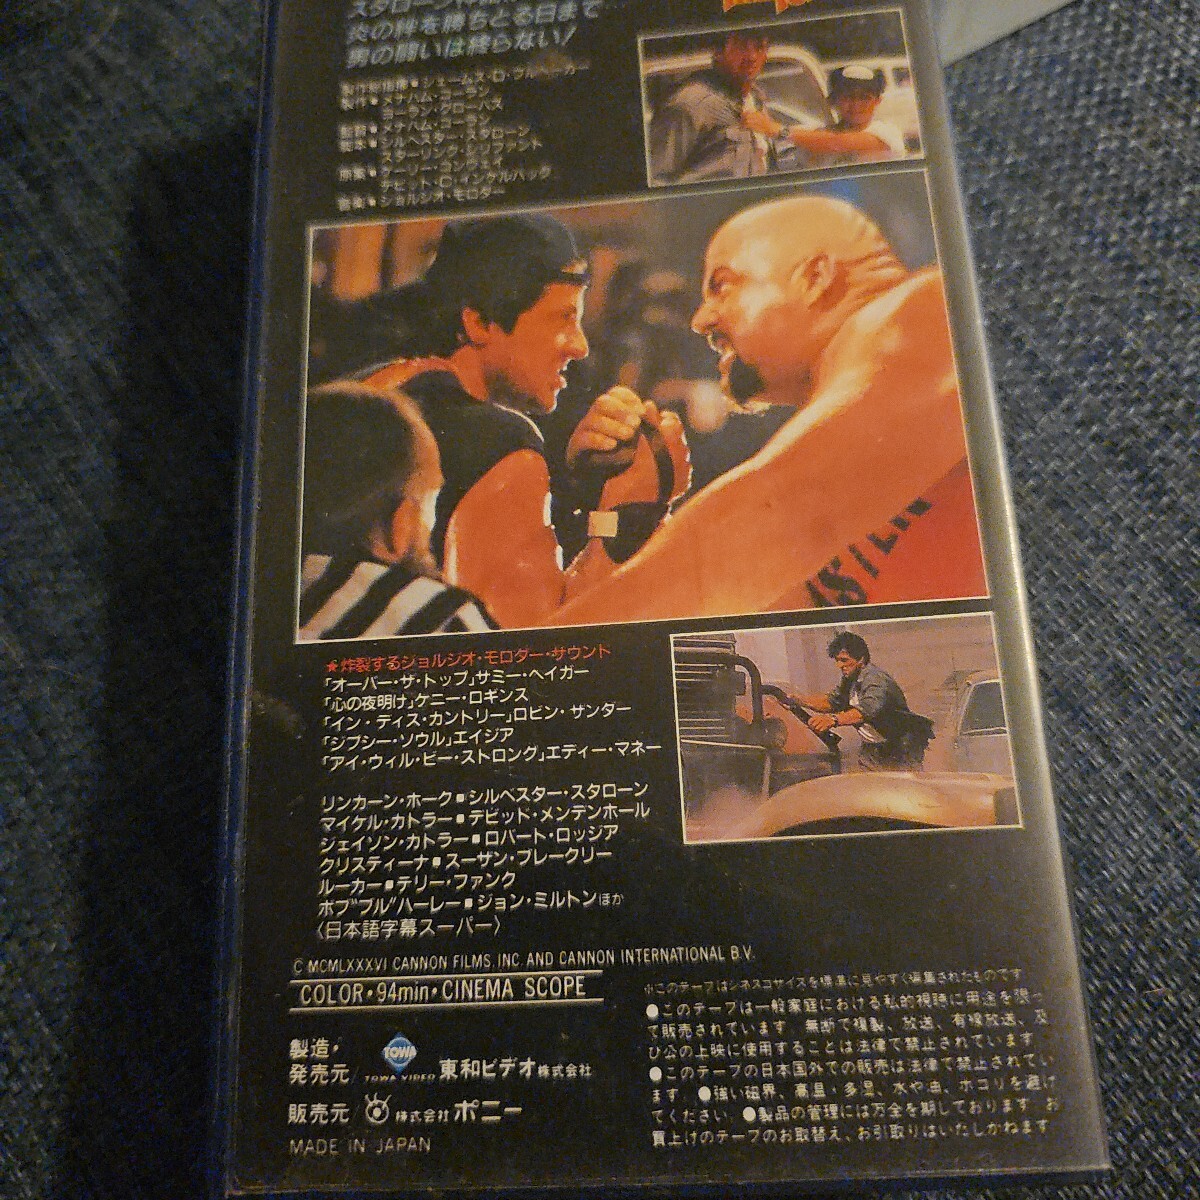 炎の絆を勝ちとる日まで…
男の闘いは終らない!
製作総指揮■ジェームス・D・ブルベーカー
製作■メナハム・ゴーラン
ヨーラン・グローバス
監督■メナハム・ゴーラン
脚本■シルベスター・スタローン
スターリング・シリファント
原案■ゲーリー・コンウェイ
デビット・C・インゲルバック
音楽■ジョルジオ・モロダー
★炸裂するジョルジオ・モロダー・サウンド
「オーバー・ザ・トップ」サミー・ヘイガー
「心の夜明け」ケニー・ロギンス
「イン・ディス・カントリー」ロビン・ザンダー
「ジプシー・ソウル」エイジア
「アイ・ウィル・ビー・ストロング」エディー・マネー
リンカーン・ホーク■シルベスター・スタローン
マイケル・カトラー■デビッド・メンデンホール
ジェイソン・カトラー■ロバート・ロッジア
クリスティーナ■スーザン・ブレークリー
ルーカー■テリー・ファンク
ボブ"ブル"ハーレー■ジョン・ミルトンほか
〈日本語字幕スーパー〉
© MCMLXXXVI CANNON FILMS, INC. AND CANNON INTERNATIONAL B.V.
COLOR・94min・CINEMA SCOPE
※このテープはシネスコサイズを標準に見やすく編集されたものです
●このテープは一般家庭における私的視聴に用途を限っ
て販売されています 無断で複製、放送、有線放送、及
び公の上映に使用することは法律で禁止されています
●このテープの日本国外での販売は法律で禁止されてい
ます ●強い磁界、高温・多湿、水や油、ホコリを避け
てください ●製品の管理には万全を期しております お
買上げのテープのお取替え、お引取りはいたしかねます
製造・
発売元/TOWA TOWA VIDEO 東和ビデオ株式会社
販売元/株式会社ポニー
MADE IN JAPAN